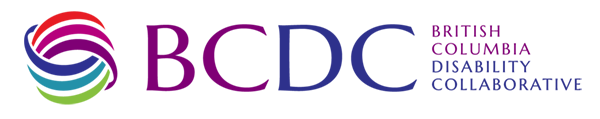 BCDC
BRITISH
COLUMBIA
DISABILITY
COLLABORATIVE